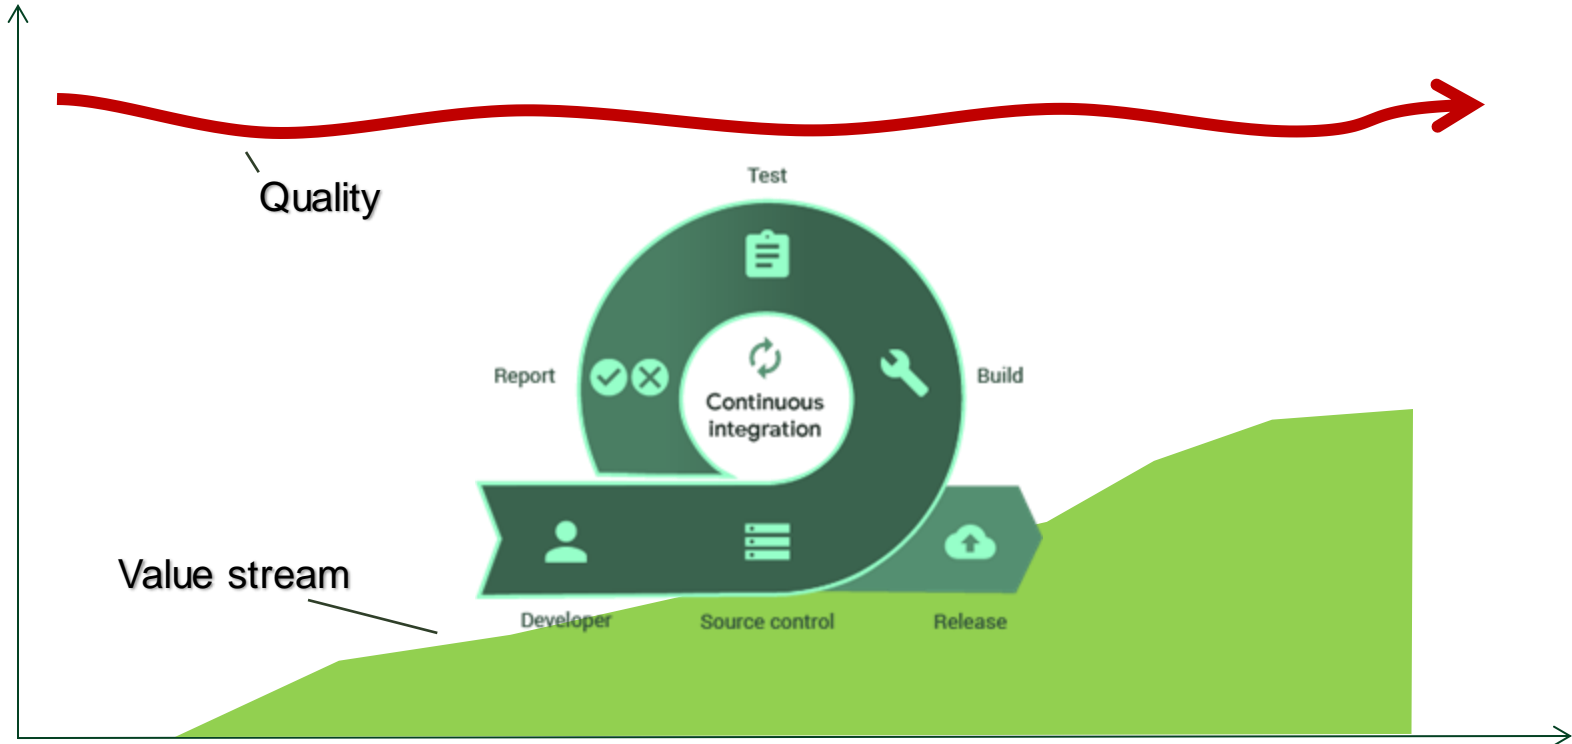 Test
Quality
Report
Build
Continuous
integration
Value stream
Developer
Source control
Release